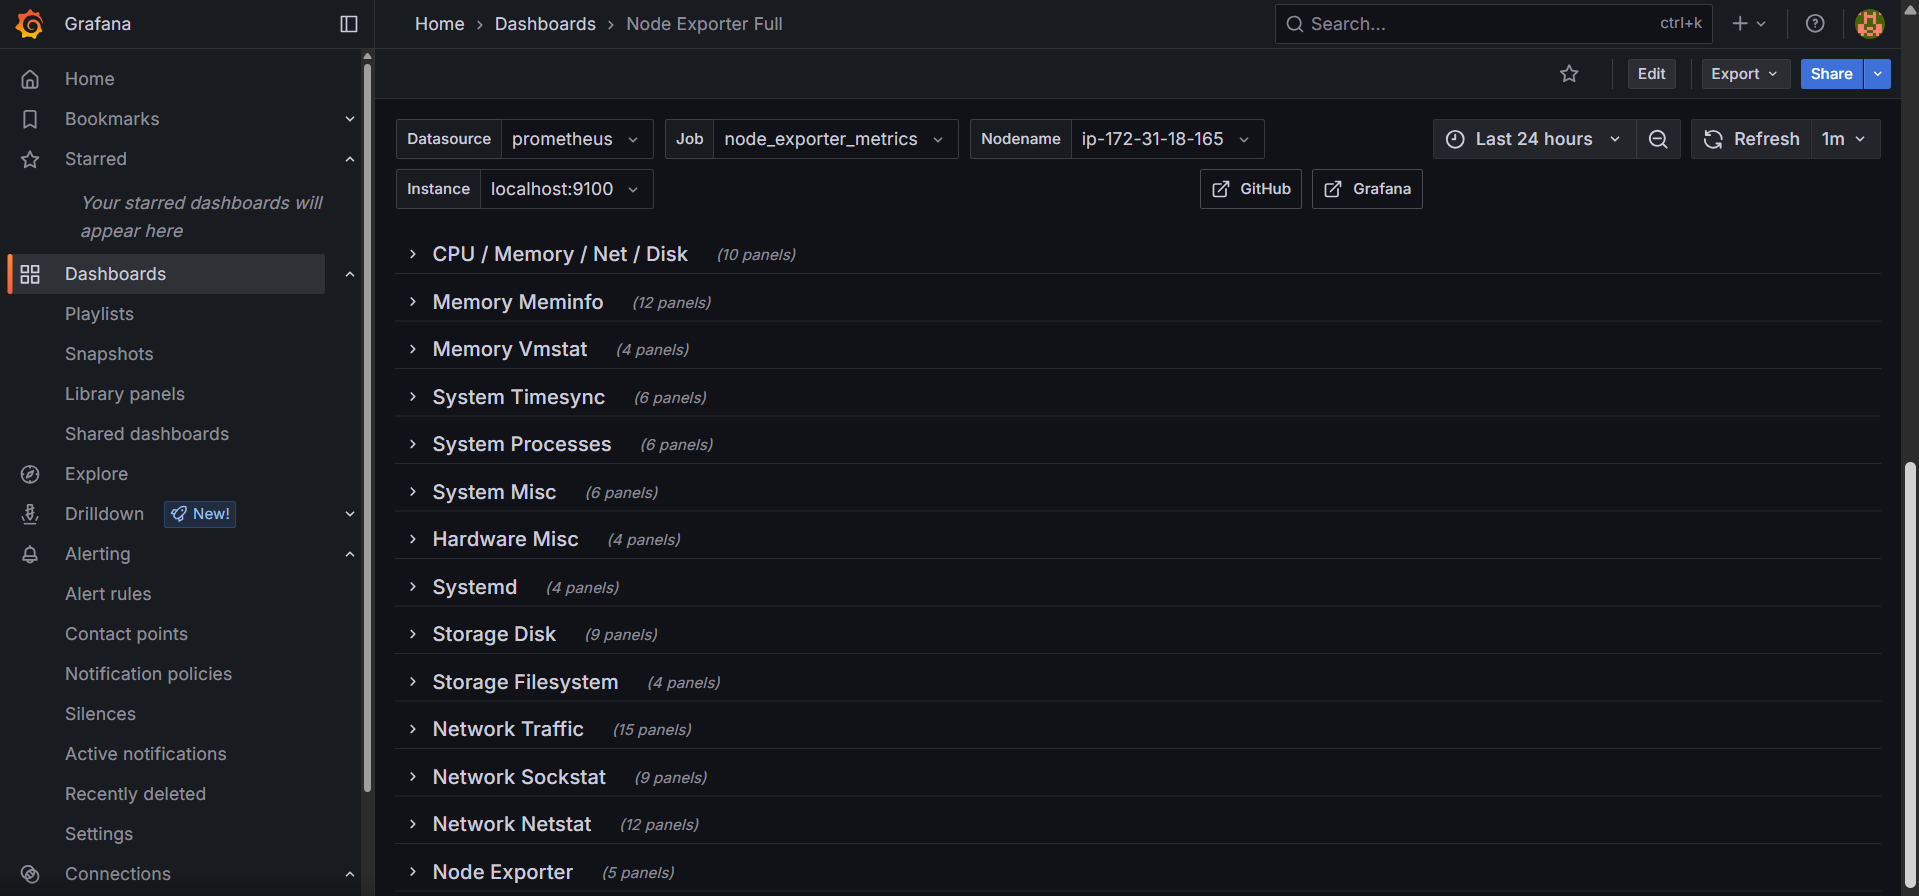 Grafana
Home
Bookmarks
Starred
Your starred dashboards will
appear here
Dashboards
Playlists
Snapshots
Library panels
Shared dashboards
Explore
Drilldown New!
Alerting
Alert rules
Contact points
Notification policies
Silences
Active notifications
Recently deleted
Settings
Connections
Home › Dashboards › Node Exporter Full
Search... ctrl+k
Edit Export Share
Datasource prometheus Job node_exporter_metrics Nodename ip-172-31-18-165 Last 24 hours Refresh 1m
Instance localhost:9100 GitHub Grafana
CPU / Memory / Net / Disk (10 panels)
Memory Meminfo (12 panels)
Memory Vmstat (4 panels)
System Timesync (6 panels)
System Processes (6 panels)
System Misc (6 panels)
Hardware Misc (4 panels)
Systemd (4 panels)
Storage Disk (9 panels)
Storage Filesystem (4 panels)
Network Traffic (15 panels)
Network Sockstat (9 panels)
Network Netstat (12 panels)
Node Exporter (5 panels)